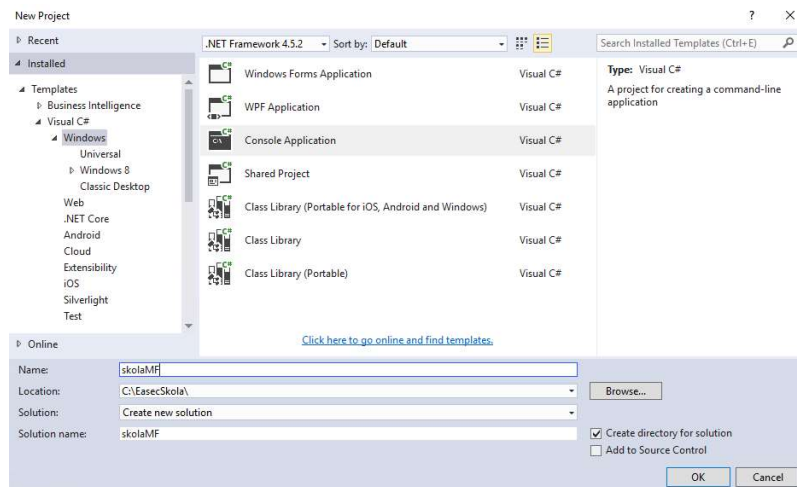 New Project
? ×
Recent
Installed
Templates
Business Intelligence
Visual C#
Windows
Universal
Windows 8
Classic Desktop
Web
.NET Core
Android
Cloud
Extensibility
iOS
Silverlight
Test
Online
.NET Framework 4.5.2 Sort by: Default
Windows Forms Application Visual C#
WPF Application Visual C#
Console Application Visual C#
Shared Project Visual C#
Class Library (Portable for iOS, Android and Windows) Visual C#
Class Library Visual C#
Class Library (Portable) Visual C#
Click here to go online and find templates.
Search Installed Templates (Ctrl+E)
Type: Visual C#
A project for creating a command-line
application
Name: skolaMF
Location: C:\EasecSkola\ Browse...
Solution: Create new solution
Solution name: skolaMF
Create directory for solution
Add to Source Control
OK Cancel